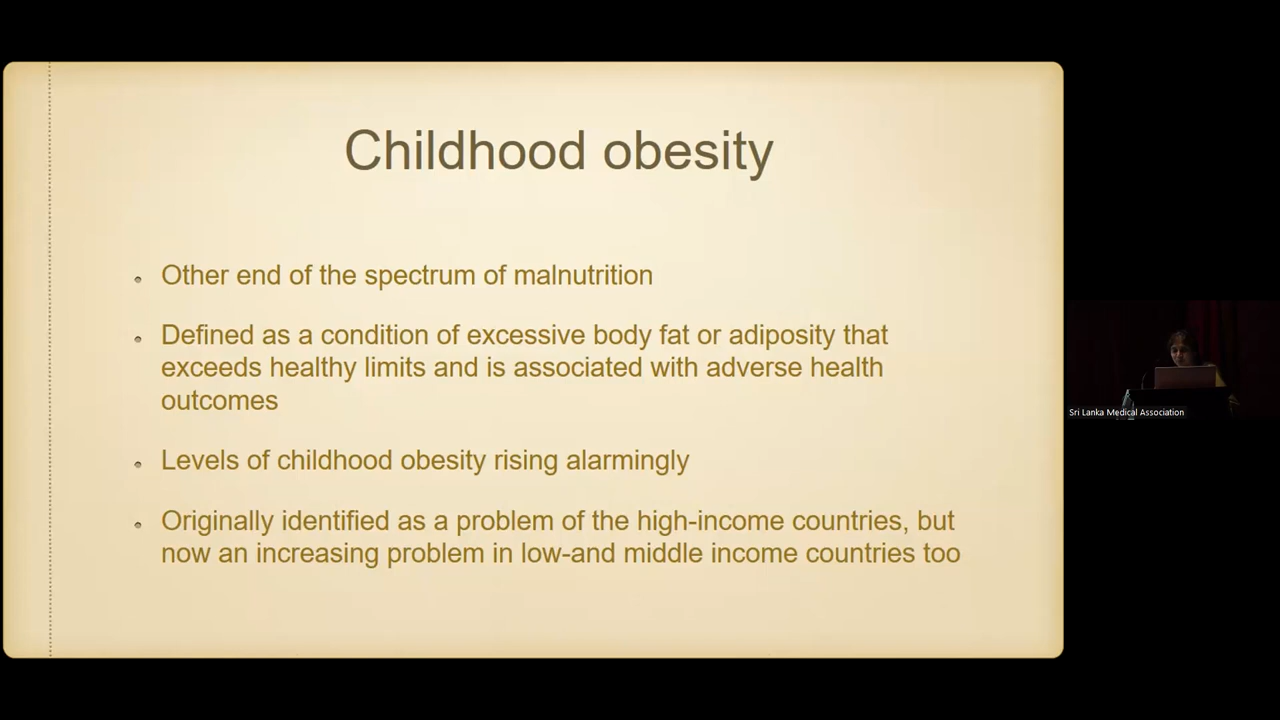 Childhood obesity
• Other end of the spectrum of malnutrition
• Defined as a condition of excessive body fat or adiposity that
exceeds healthy limits and is associated with adverse health
outcomes
• Levels of childhood obesity rising alarmingly
• Originally identified as a problem of the high-income countries, but
now an increasing problem in low-and middle income countries too
Sri Lanka Medical Association